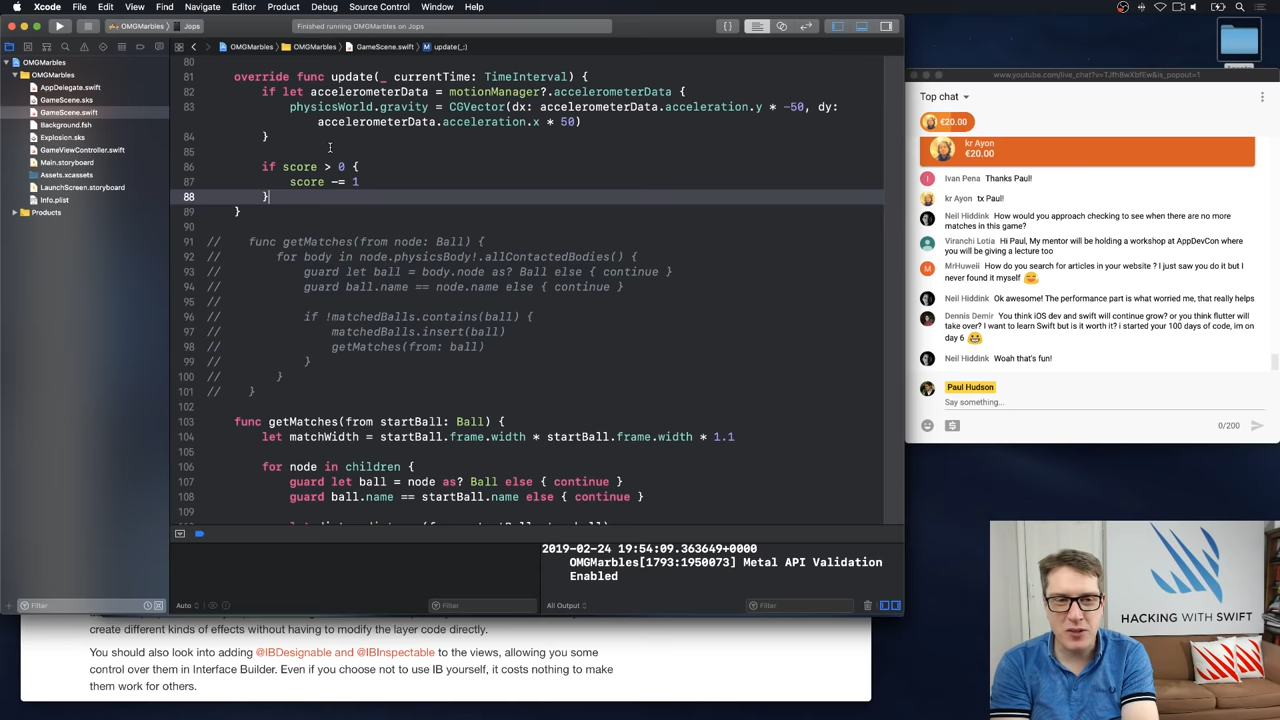 Xcode File Edit View Find Navigate Editor Product Debug Source Control Window Help
OMGMarbles Jops
Finished running OMGMarbles on Jops
OMGMarbles OMGMarbles GameScene.swift M update(_:)
OMGMarbles
OMGMarbles
AppDelegate.swift
GameScene.sks
GameScene.swift
Background.fsh
Explosion.sks
GameViewController.swift
Main.storyboard
Assets.xcassets
LaunchScreen.storyboard
Info.plist
Products
80
81 override func update(_ currentTime: TimeInterval) {
82 if let accelerometerData = motionManager?.accelerometerData {
83 physicsWorld.gravity = CGVector(dx: accelerometerData.acceleration.y * -50, dy:
accelerometerData.acceleration.x * 50)
84 }
85
86 if score > 0 {
87 score -= 1
88 }
89 }
90
91 // func getMatches(from node: Ball) {
92 // for body in node.physicsBody!.allContactedBodies() {
93 // guard let ball = body.node as? Ball else { continue }
94 // guard ball.name == node.name else { continue }
95 //
96 // if !matchedBalls.contains(ball) {
97 // matchedBalls.insert(ball)
98 // getMatches(from: ball)
99 // }
100 // }
101 // }
102
103 func getMatches(from startBall: Ball) {
104 let matchWidth = startBall.frame.width * startBall.frame.width * 1.1
105
106 for node in children {
107 guard let ball = node as? Ball else { continue }
108 guard ball.name == startBall.name else { continue }
2019-02-24 19:54:09.363649+0000
OMGMarbles[1793:1950073] Metal API Validation
Enabled
Filter
Auto
Filter
All Output
Filter
create different kinds of effects without having to modify the layer code directly.
You should also look into adding @IBDesignable and @IBInspectable to the views, allowing you some
control over them in Interface Builder. Even if you choose not to use IB yourself, it costs nothing to make
them work for others.
Top chat
€20.00
kr Ayon
€20.00
Ivan Pena Thanks Paul!
kr Ayon tx Paul!
Neil Hiddink How would you approach checking to see when there are no more
matches in this game?
Viranchi Lotia Hi Paul, My mentor will be holding a workshop at AppDevCon where
you will be giving a lecture too
MrHuweii How do you search for articles in your website ? I just saw you do it but I
never found it myself
Neil Hiddink Ok awesome! The performance part is what worried me, that really helps
Dennis Demir You think iOS dev and swift will continue grow? or you think flutter will
take over? I want to learn Swift but is it worth it? i started your 100 days of code, im on
day 6
Neil Hiddink Woah that's fun!
Paul Hudson
Say something...
0/200
HACKING WITH SWIFT